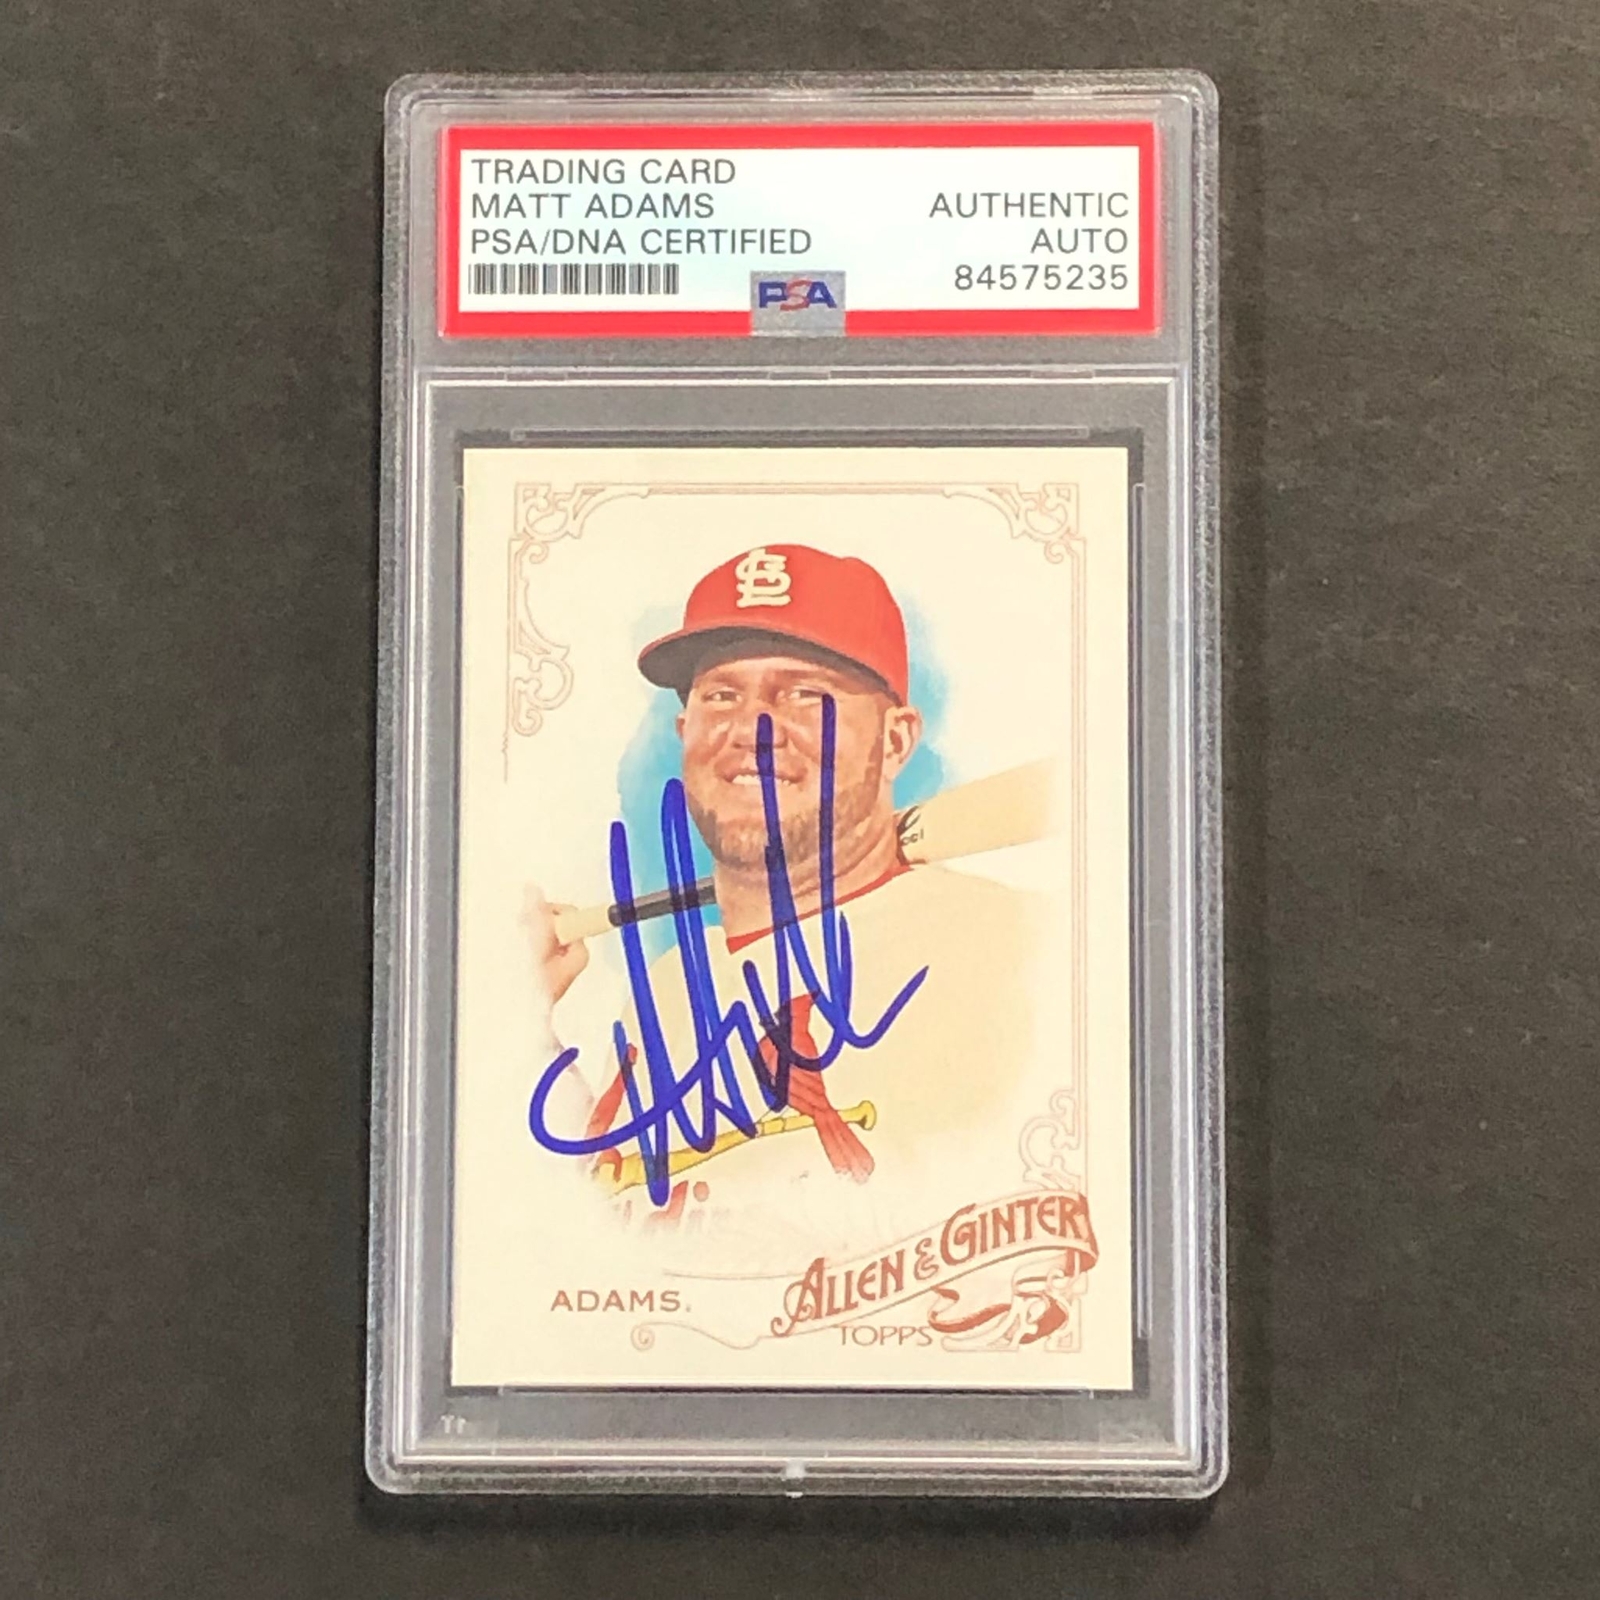 TRADING CARD
MATT ADAMS
PSA/DNA CERTIFIED
AUTHENTIC
AUTO
84575235
PSA
STL
ADAMS.
ALLEN & GINTER
TOPPS